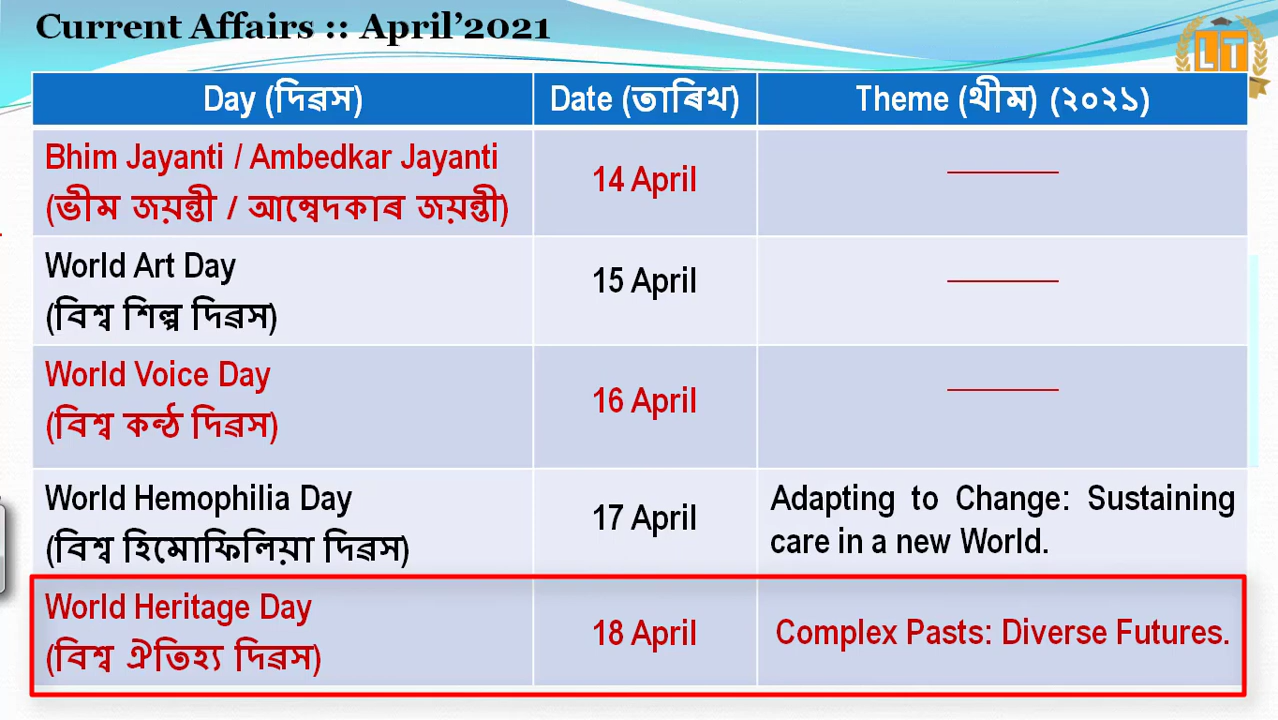 Current Affairs :: April’2021
LT
Day (দিৱস) Date (তাৰিখ) Theme (থীম) (২০২১)
Bhim Jayanti / Ambedkar Jayanti
(ভীম জয়ন্তী / আম্বেদকাৰ জয়ন্তী)
14 April
World Art Day
(বিশ্ব শিল্প দিৱস)
15 April
World Voice Day
(বিশ্ব কন্ঠ দিৱস)
16 April
World Hemophilia Day
(বিশ্ব হিমোফিলিয়া দিৱস)
17 April
Adapting to Change: Sustaining
care in a new World.
World Heritage Day
(বিশ্ব ঐতিহ্য দিৱস)
18 April
Complex Pasts: Diverse Futures.